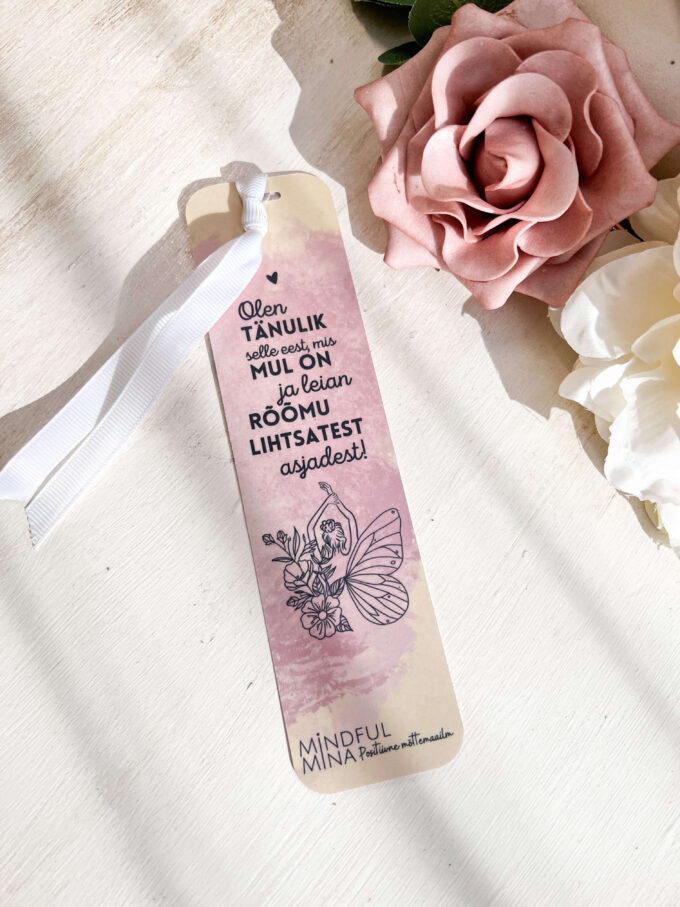 Olen
TÄNULIK
selle eest, mis
MUL ON
ja leian
RÕÕMU
LIHTSATEST
asjadest!
MiNDFUL
MiNA Positiivne mõttemaailm